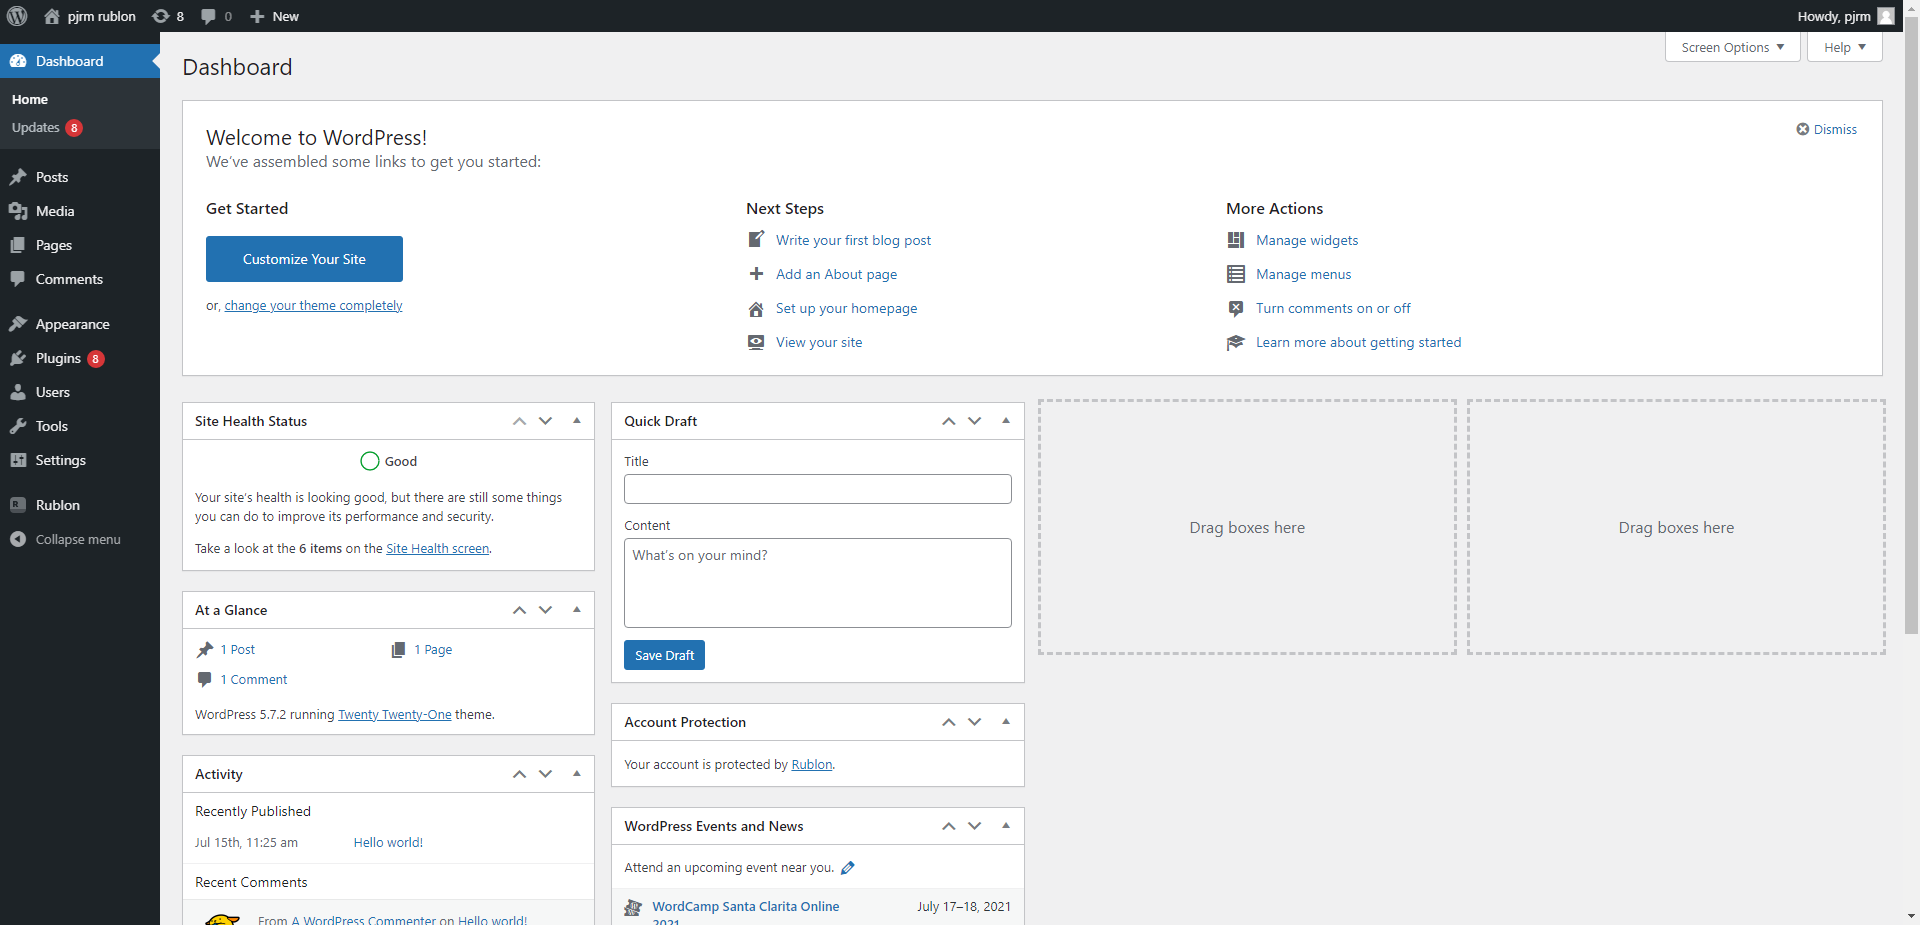 pjrm rublon 8 0 New Howdy, pjrm
Dashboard
Home
Updates 8
Posts
Media
Pages
Comments
Appearance
Plugins 8
Users
Tools
Settings
Rublon
Collapse menu
Screen Options Help
Dashboard
Welcome to WordPress!
Dismiss
We've assembled some links to get you started:
Get Started
Customize Your Site
or, change your theme completely
Next Steps
Write your first blog post
Add an About page
Set up your homepage
View your site
More Actions
Manage widgets
Manage menus
Turn comments on or off
Learn more about getting started
Site Health Status
Good
Your site's health is looking good, but there are still some things
you can do to improve its performance and security.
Take a look at the 6 items on the Site Health screen.
At a Glance
1 Post 1 Page
1 Comment
WordPress 5.7.2 running Twenty Twenty-One theme.
Activity
Recently Published
Jul 15th, 11:25 am Hello world!
Recent Comments
From A WordPress Commenter on Hello world!
Quick Draft
Title
Content
What's on your mind?
Save Draft
Account Protection
Your account is protected by Rublon.
WordPress Events and News
Attend an upcoming event near you.
WordCamp Santa Clarita Online July 17–18, 2021
2021
Drag boxes here
Drag boxes here